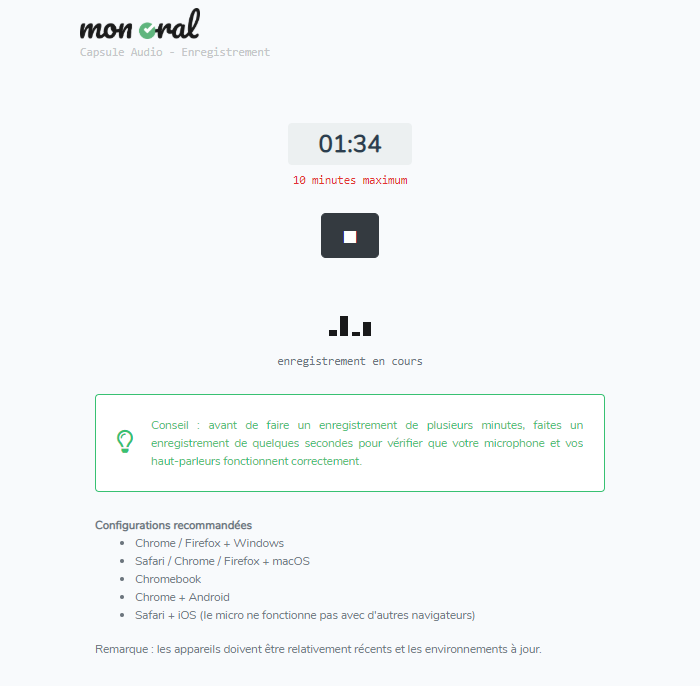 mon oral
Capsule Audio - Enregistrement
01:34
10 minutes maximum
enregistrement en cours
Conseil : avant de faire un enregistrement de plusieurs minutes, faites un
enregistrement de quelques secondes pour vérifier que votre microphone et vos
haut-parleurs fonctionnent correctement.
Configurations recommandées
Chrome / Firefox + Windows
Safari / Chrome / Firefox + macOS
Chromebook
Chrome + Android
Safari + iOS (le micro ne fonctionne pas avec d'autres navigateurs)
Remarque : les appareils doivent être relativement récents et les environnements à jour.